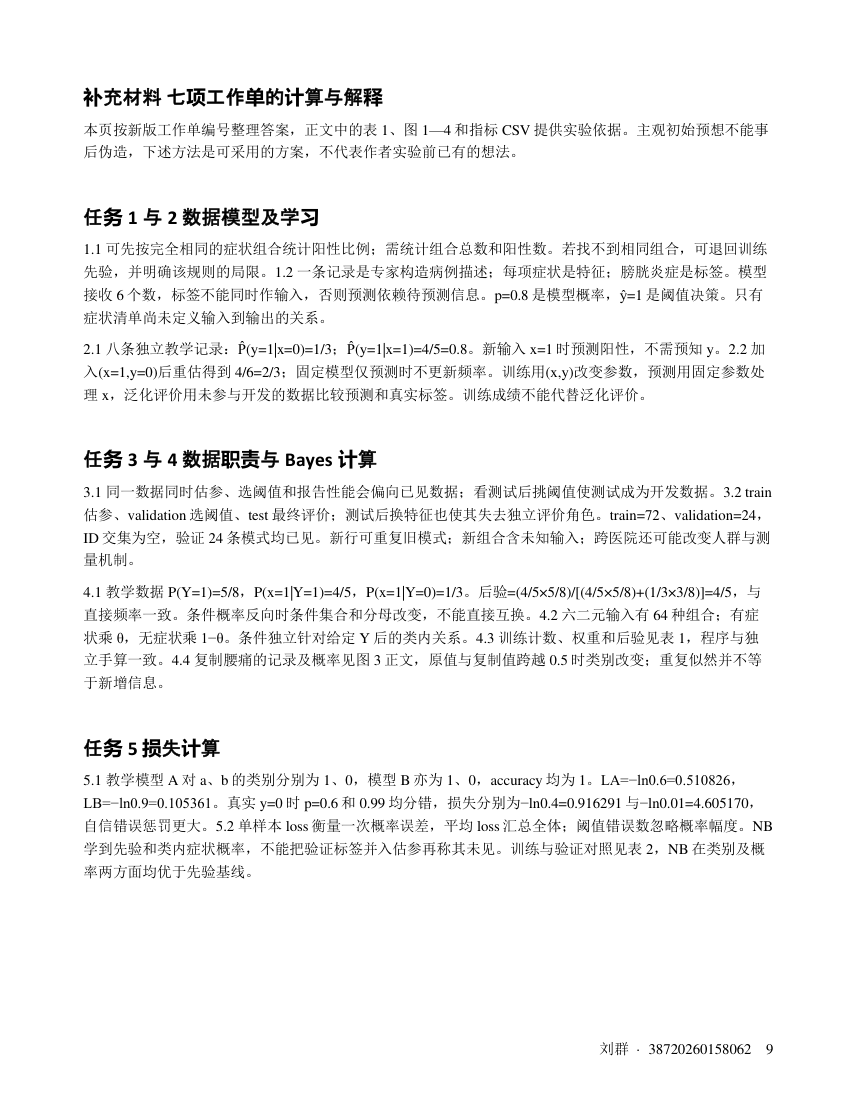 补充材料 七项工作单的计算与解释
本页按新版工作单编号整理答案，正文中的表 1、图 1—4 和指标 CSV 提供实验依据。主观初始预想不能事
后伪造，下述方法是可采用的方案，不代表作者实验前已有的想法。
任务 1 与 2 数据模型及学习
1.1 可先按完全相同的症状组合统计阳性比例；需统计组合总数和阳性数。若找不到相同组合，可退回训练
先验，并明确该规则的局限。1.2 一条记录是专家构造病例描述；每项症状是特征；膀胱炎症是标签。模型
接收 6 个数，标签不能同时作输入，否则预测依赖待预测信息。p=0.8 是模型概率，ŷ=1 是阈值决策。只有
症状清单尚未定义输入到输出的关系。
2.1 八条独立教学记录：P̂(y=1|x=0)=1/3；P̂(y=1|x=1)=4/5=0.8。新输入 x=1 时预测阳性，不需预知 y。2.2 加
入(x=1,y=0)后重估得到 4/6=2/3；固定模型仅预测时不更新频率。训练用(x,y)改变参数，预测用固定参数处
理 x，泛化评价用未参与开发的数据比较预测和真实标签。训练成绩不能代替泛化评价。
任务 3 与 4 数据职责与 Bayes 计算
3.1 同一数据同时估参、选阈值和报告性能会偏向已见数据；看测试后挑阈值使测试成为开发数据。3.2 train
估参、validation 选阈值、test 最终评价；测试后换特征也使其失去独立评价角色。train=72、validation=24，
ID 交集为空，验证 24 条模式均已见。新行可重复旧模式；新组合含未知输入；跨医院还可能改变人群与测
量机制。
4.1 教学数据 P(Y=1)=5/8，P(x=1|Y=1)=4/5，P(x=1|Y=0)=1/3。后验=(4/5×5/8)/[(4/5×5/8)+(1/3×3/8)]=4/5，与
直接频率一致。条件概率反向时条件集合和分母改变，不能直接互换。4.2 六二元输入有 64 种组合；有症
状乘 θ，无症状乘 1−θ。条件独立针对给定 Y 后的类内关系。4.3 训练计数、权重和后验见表 1，程序与独
立手算一致。4.4 复制腰痛的记录及概率见图 3 正文，原值与复制值跨越 0.5 时类别改变；重复似然并不等
于新增信息。
任务 5 损失计算
5.1 教学模型 A 对 a、b 的类别分别为 1、0，模型 B 亦为 1、0，accuracy 均为 1。LA=−ln0.6=0.510826，
LB=−ln0.9=0.105361。真实 y=0 时 p=0.6 和 0.99 均分错，损失分别为−ln0.4=0.916291 与−ln0.01=4.605170，
自信错误惩罚更大。5.2 单样本 loss 衡量一次概率误差，平均 loss 汇总全体；阈值错误数忽略概率幅度。NB
学到先验和类内症状概率，不能把验证标签并入估参再称其未见。训练与验证对照见表 2，NB 在类别及概
率两方面均优于先验基线。
刘群 · 38720260158062 9